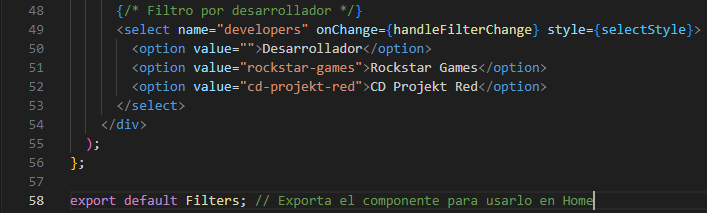 48 {/* Filtro por desarrollador */}
49 <select name="developers" onChange={handleFilterChange} style={selectStyle}>
50 <option value="">Desarrollador</option>
51 <option value="rockstar-games">Rockstar Games</option>
52 <option value="cd-projekt-red">CD Projekt Red</option>
53 </select>
54 </div>
55 );
56 };
57
58 export default Filters; // Exporta el componente para usarlo en Home